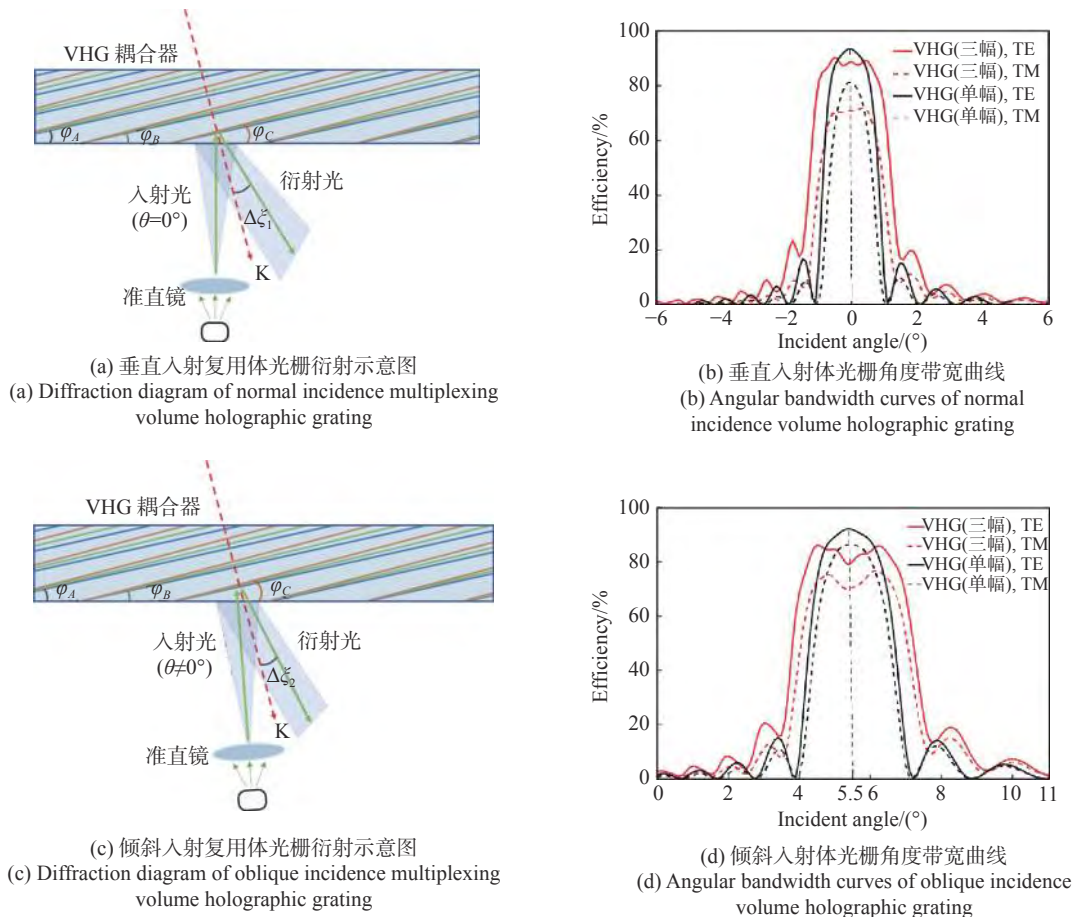 VHG 耦合器
φA
φB
φC
入射光
(θ=0°)
衍射光
Δξ1
K
准直镜
(a) 垂直入射复用体光栅衍射示意图
(a) Diffraction diagram of normal incidence multiplexing
volume holographic grating
100
80
60
40
20
0
Efficiency/%
VHG(三幅), TE
VHG(三幅), TM
VHG(单幅), TE
VHG(单幅), TM
−6 −4 −2 0 2 4 6
Incident angle/(°)
(b) 垂直入射体光栅角度带宽曲线
(b) Angular bandwidth curves of normal
incidence volume holographic grating
VHG 耦合器
φA
φB
φC
入射光
(θ≠0°)
衍射光
Δξ2
K
准直镜
(c) 倾斜入射复用体光栅衍射示意图
(c) Diffraction diagram of oblique incidence multiplexing
volume holographic grating
100
80
60
40
20
0
Efficiency/%
VHG(三幅), TE
VHG(三幅), TM
VHG(单幅), TE
VHG(单幅), TM
0 2 4 5.5 6 8 10 11
Incident angle/(°)
(d) 倾斜入射体光栅角度带宽曲线
(d) Angular bandwidth curves of oblique incidence
volume holographic grating